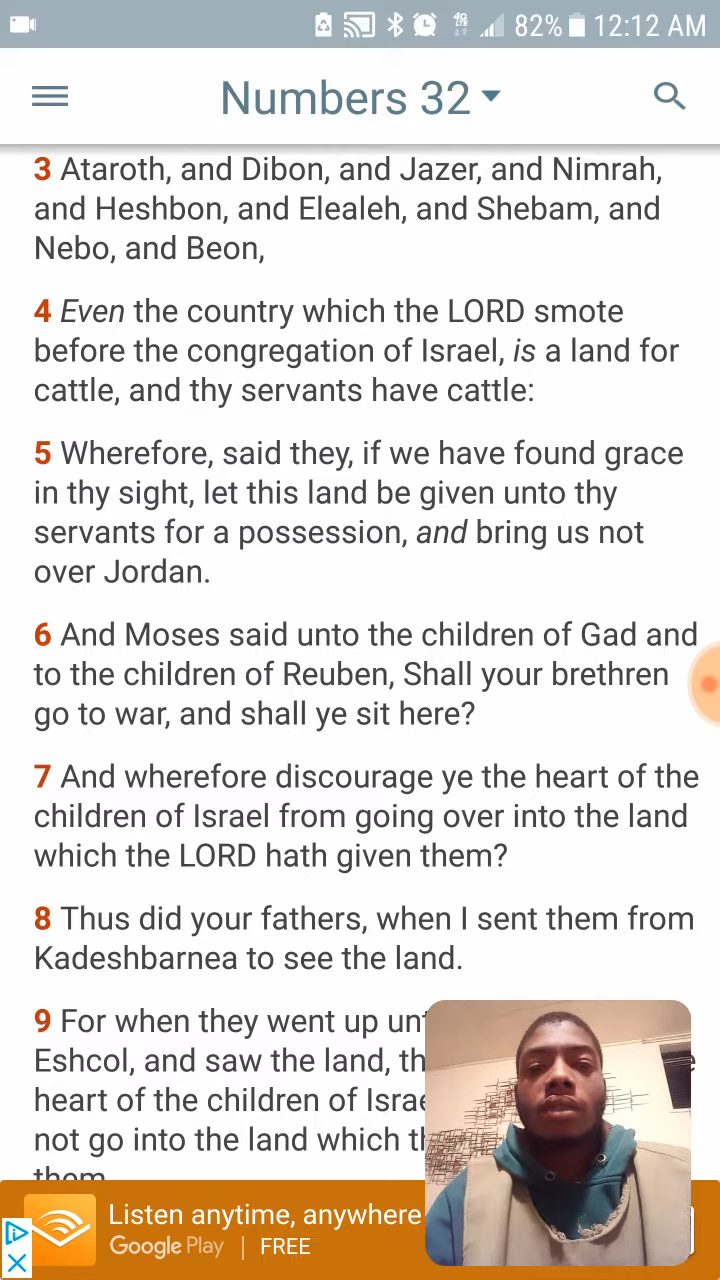 4G
LTE
82% 12:12 AM
Numbers 32
3 Ataroth, and Dibon, and Jazer, and Nimrah,
and Heshbon, and Elealeh, and Shebam, and
Nebo, and Beon,
4 Even the country which the LORD smote
before the congregation of Israel, is a land for
cattle, and thy servants have cattle:
5 Wherefore, said they, if we have found grace
in thy sight, let this land be given unto thy
servants for a possession, and bring us not
over Jordan.
6 And Moses said unto the children of Gad and
to the children of Reuben, Shall your brethren
go to war, and shall ye sit here?
7 And wherefore discourage ye the heart of the
children of Israel from going over into the land
which the LORD hath given them?
8 Thus did your fathers, when I sent them from
Kadeshbarnea to see the land.
9 For when they went up
Eshcol, and saw the land,
heart of the children of
not go into the land which
them
Listen anytime, anywhere
Google Play | FREE